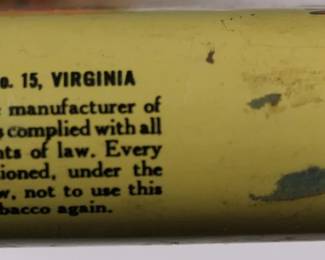 o. 15, VIRGINIA
manufacturer of
complied with all
nts of law. Every
ioned, under the
w, not to use this
bacco again.